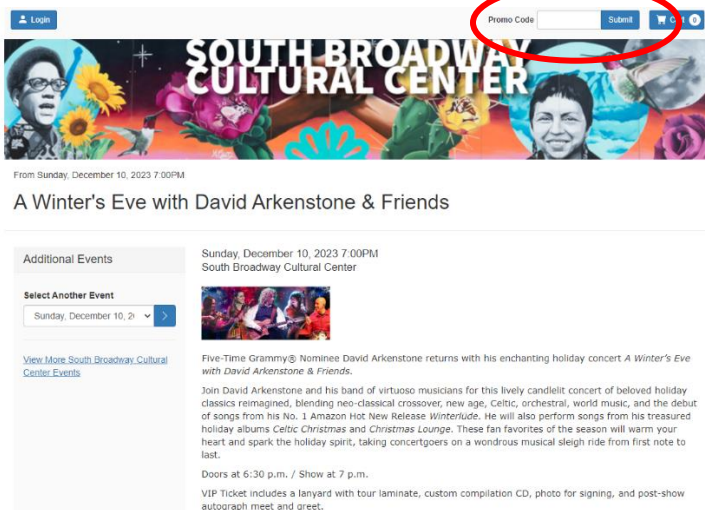 Login
Promo Code
Submit
Cart 0
SOUTH BROADWAY
CULTURAL CENTER
From Sunday, December 10, 2023 7:00PM
A Winter's Eve with David Arkenstone & Friends
Additional Events
Select Another Event
Sunday, December 10, 2
View More South Broadway Cultural
Center Events
Sunday, December 10, 2023 7:00PM
South Broadway Cultural Center
Five-Time Grammy® Nominee David Arkenstone returns with his enchanting holiday concert A Winter's Eve
with David Arkenstone & Friends.
Join David Arkenstone and his band of virtuoso musicians for this lively candlelit concert of beloved holiday
classics reimagined, blending neo-classical crossover, new age, Celtic, orchestral, world music, and the debut
of songs from his No. 1 Amazon Hot New Release Winterlüde. He will also perform songs from his treasured
holiday albums Celtic Christmas and Christmas Lounge. These fan favorites of the season will warm your
heart and spark the holiday spirit, taking concertgoers on a wondrous musical sleigh ride from first note to
last.
Doors at 6:30 p.m. / Show at 7 p.m.
VIP Ticket includes a lanyard with tour laminate, custom compilation CD, photo for signing, and post-show
autograph meet and greet.